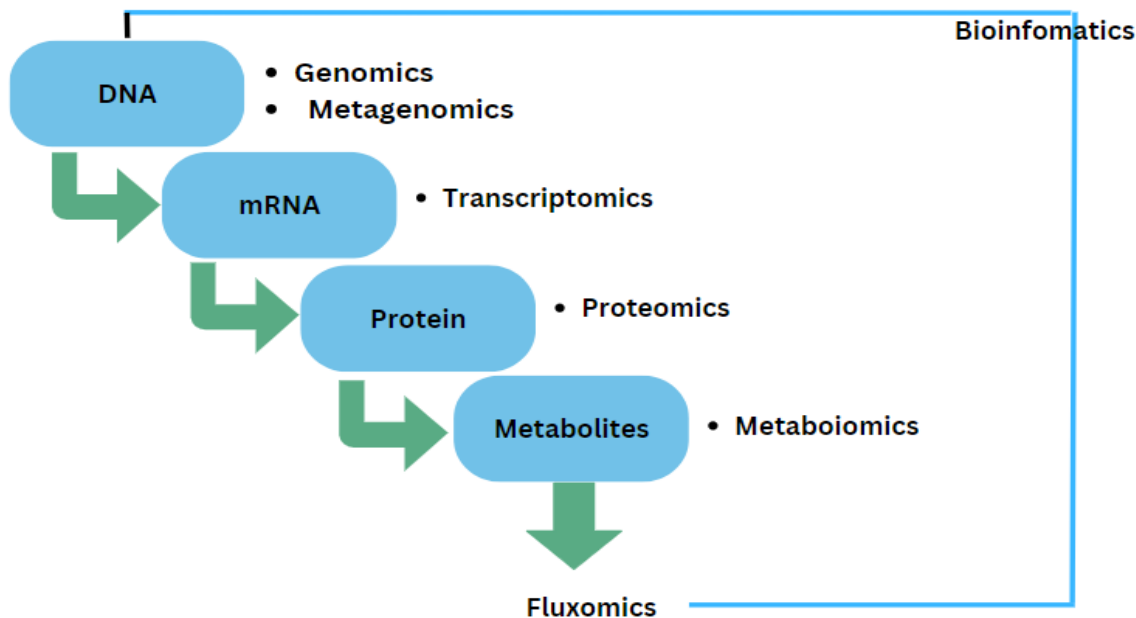 Bioinfomatics
DNA
• Genomics
• Metagenomics
mRNA
• Transcriptomics
Protein
• Proteomics
Metabolites
• Metaboiomics
Fluxomics